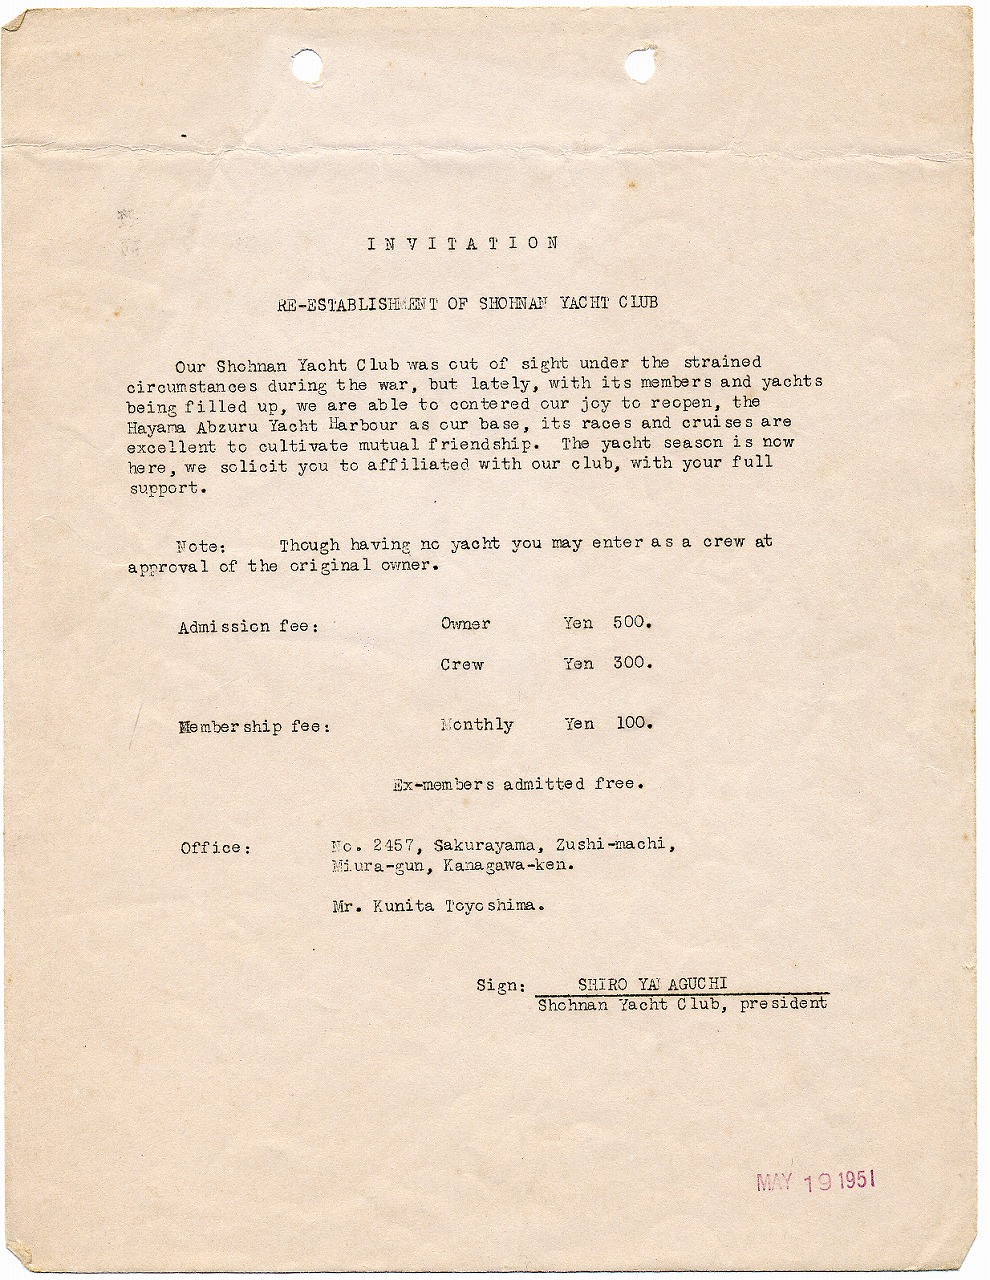 INVITATION
RE-ESTABLISHMENT OF SHOHNAN YACHT CLUB
Our Shohnan Yacht Club was out of sight under the strained
circumstances during the war, but lately, with its members and yachts
being filled up, we are able to contered our joy to reopen, the
Hayama Abzuru Yacht Harbour as our base, its races and cruises are
excellent to cultivate mutual friendship. The yacht season is now
here, we solicit you to affiliated with our club, with your full
support.
Note: Though having no yacht you may enter as a crew at
approval of the original owner.
Admission fee: Owner Yen 500.
Crew Yen 300.
Membership fee: Monthly Yen 100.
Ex-members admitted free.
Office: No. 2457, Sakurayama, Zushi-machi,
Miura-gun, Kanagawa-ken.
Mr. Kunita Toyoshima.
Sign: SHIRO YAMAGUCHI
Shohnan Yacht Club, president
MAY 19 1951